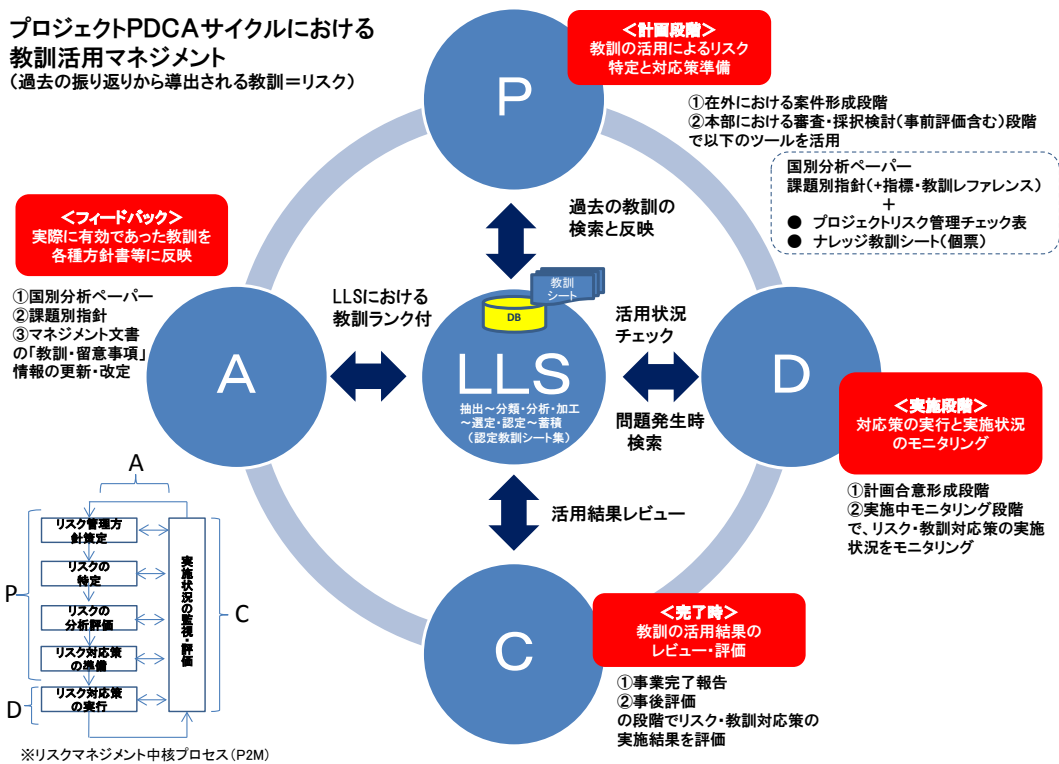 プロジェクトPDCAサイクルにおける
教訓活用マネジメント
(過去の振り返りから導出される教訓=リスク)
P
<計画段階>
教訓の活用によるリスク
特定と対応策準備
①在外における案件形成段階
②本部における審査・採択検討(事前評価含む)段階
で以下のツールを活用
国別分析ペーパー
課題別指針(+指標・教訓レファレンス)
+
● プロジェクトリスク管理チェック表
● ナレッジ教訓シート(個票)
<フィードバック>
実際に有効であった教訓を
各種方針書等に反映
①国別分析ペーパー
②課題別指針
③マネジメント文書
の「教訓・留意事項」
情報の更新・改定
過去の教訓の
検索と反映
LLSにおける
教訓ランク付
教訓
シート
DB
活用状況
チェック
A
LLS
抽出~分類・分析・加工
~選定・認定~蓄積
(認定教訓シート集)
D
問題発生時
検索
<実施段階>
対応策の実行と実施状況
のモニタリング
①計画合意形成段階
②実施中モニタリング段階
で、リスク・教訓対応策の実施
状況をモニタリング
活用結果レビュー
C
<完了時>
教訓の活用結果の
レビュー・評価
①事業完了報告
②事後評価
の段階でリスク・教訓対応策の
実施結果を評価
A
リスク管理方
針策定
リスクの
特定
P
リスクの
分析評価
リスク対応策
の準備
D
リスク対応策
の実行
実施状況の監視・評価
C
※リスクマネジメント中核プロセス(P2M)